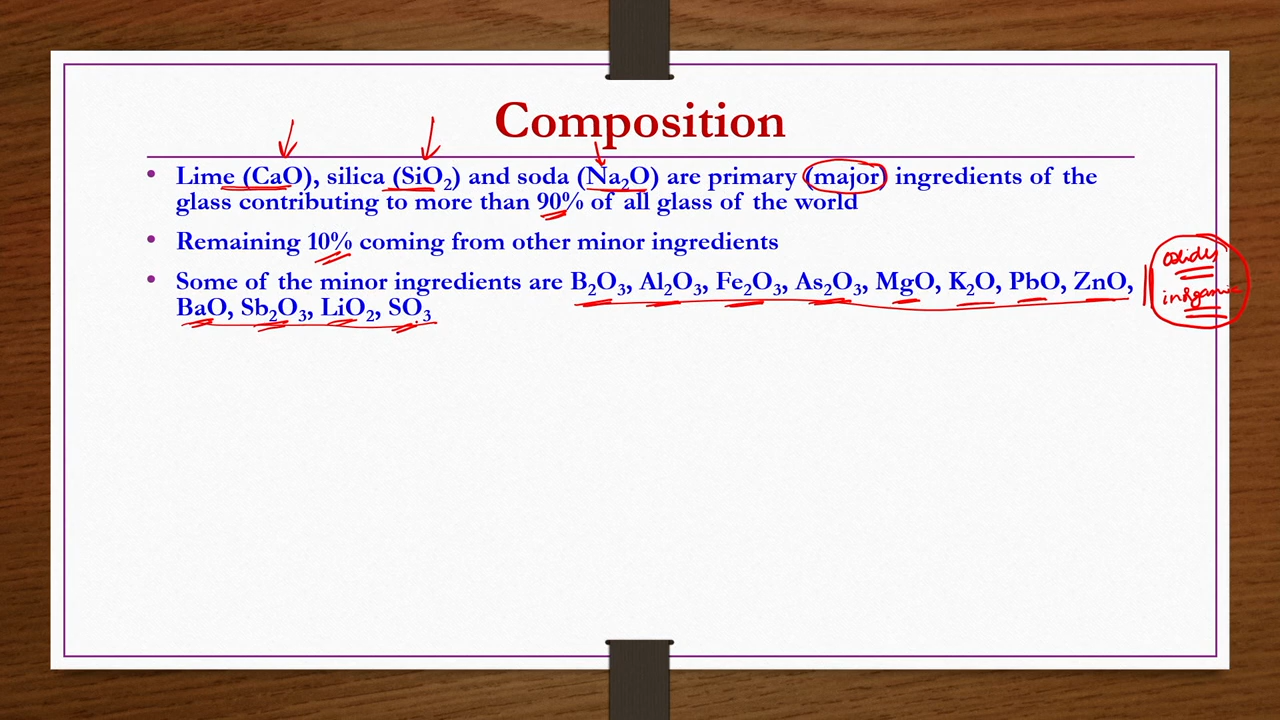 Composition
• Lime (CaO), silica (SiO₂) and soda (Na₂O) are primary (major) ingredients of the
glass contributing to more than 90% of all glass of the world
• Remaining 10% coming from other minor ingredients
• Some of the minor ingredients are B₂O₃, Al₂O₃, Fe₂O₃, As₂O₃, MgO, K₂O, PbO, ZnO,
BaO, Sb₂O₃, LiO₂, SO₃
oxides
inorganic